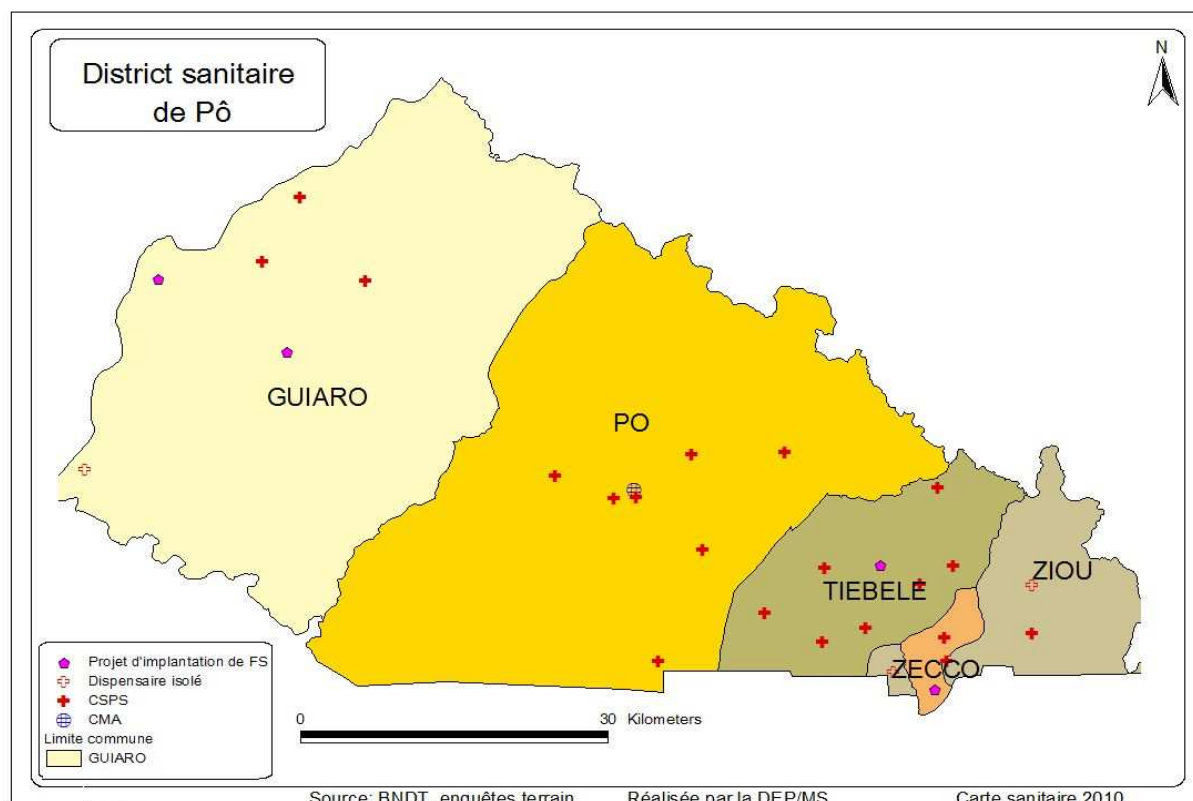 District sanitaire
de Pô
N
GUIARO
PO
ZIOU
TIEBELE
ZECCO
Projet d'implantation de FS
Dispensaire isolé
CSPS
CMA
Limite commune
GUIARO
0 30 Kilometers
Source: BNDT, enquêtes terrain Réalisée par la DEP/MS Carte sanitaire 2010